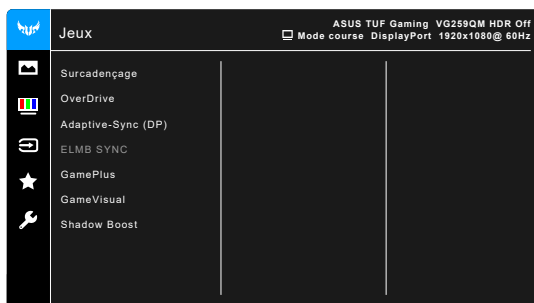 Jeux
ASUS TUF Gaming VG259QM HDR Off
Mode course DisplayPort 1920x1080@ 60Hz
Surcadençage
OverDrive
Adaptive-Sync (DP)
ELMB SYNC
GamePlus
GameVisual
Shadow Boost